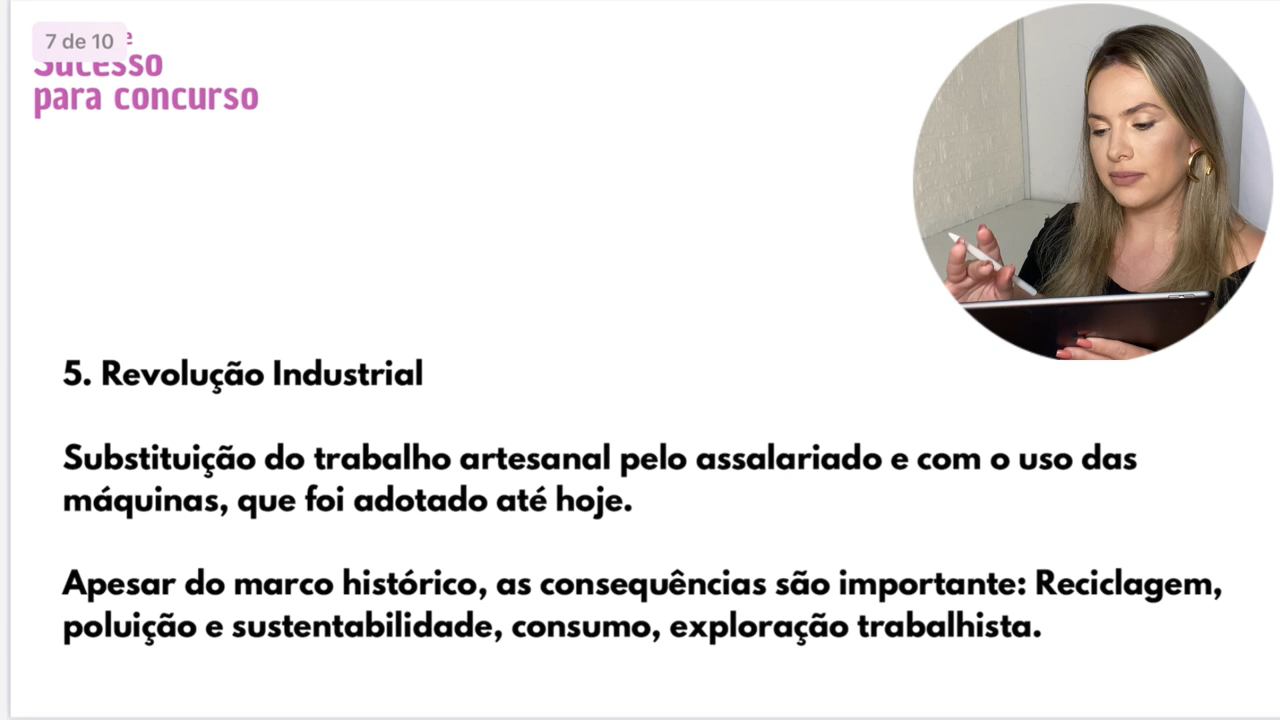 7 de 10
Sucesso
para concurso
5. Revolução Industrial
Substituição do trabalho artesanal pelo assalariado e com o uso das
máquinas, que foi adotado até hoje.
Apesar do marco histórico, as consequências são importante: Reciclagem,
poluição e sustentabilidade, consumo, exploração trabalhista.